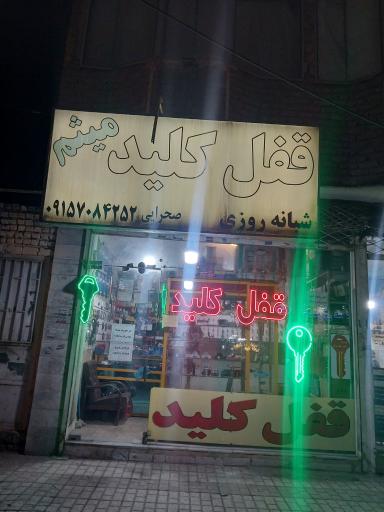 قفل کلید میثم
شبانه روزی صحرایی ۰۹۱۵۷۰۸۴۲۵۲
قفل کلید
قفل کلید